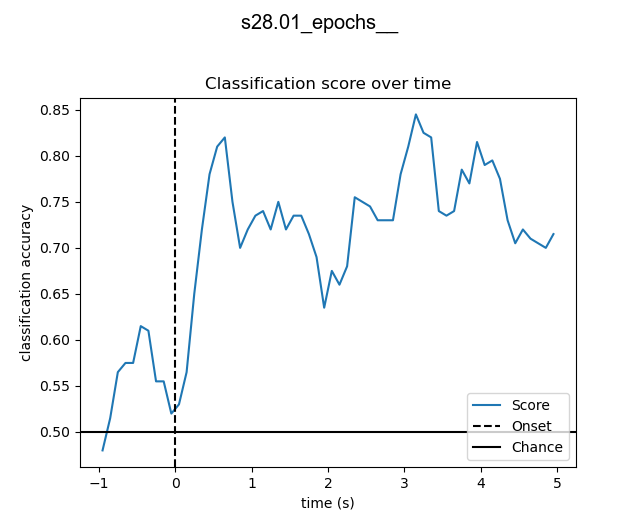 s28.01_epochs__
Classification score over time
classification accuracy
0.85
0.80
0.75
0.70
0.65
0.60
0.55
0.50
−1
0
1
2
3
4
5
time (s)
Score
Onset
Chance